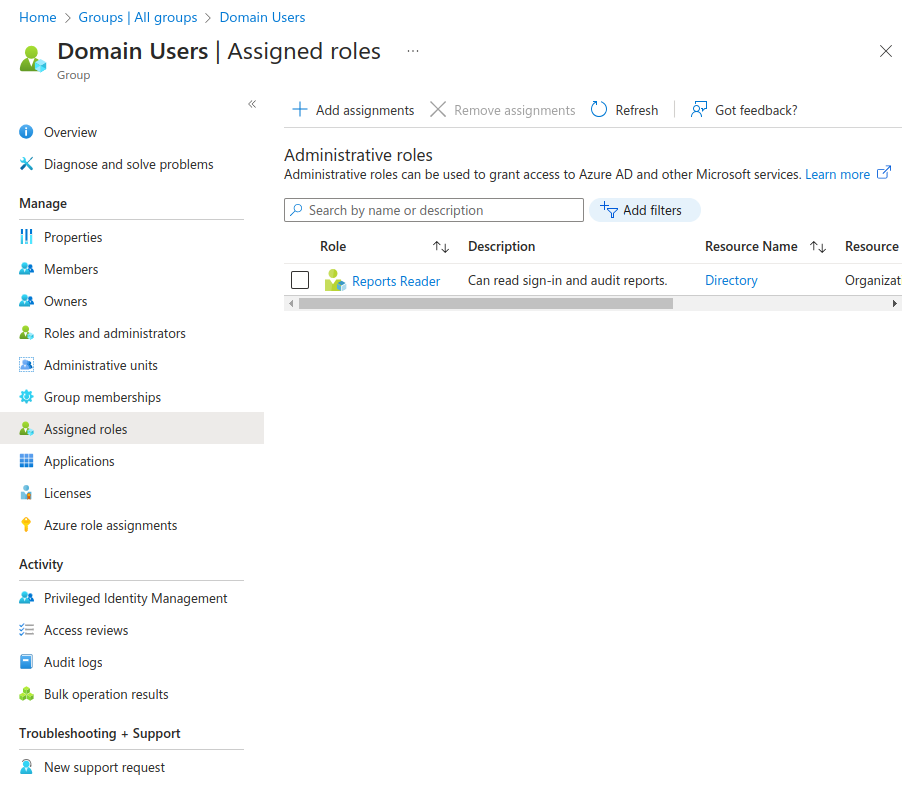 Home > Groups | All groups > Domain Users
Domain Users | Assigned roles ...
Group
«
Overview
Diagnose and solve problems
Manage
Properties
Members
Owners
Roles and administrators
Administrative units
Group memberships
Assigned roles
Applications
Licenses
Azure role assignments
Activity
Privileged Identity Management
Access reviews
Audit logs
Bulk operation results
Troubleshooting + Support
New support request
Add assignments Remove assignments Refresh Got feedback?
Administrative roles
Administrative roles can be used to grant access to Azure AD and other Microsoft services. Learn more
Search by name or description Add filters
Role Description Resource Name Resource
Reports Reader Can read sign-in and audit reports. Directory Organizat